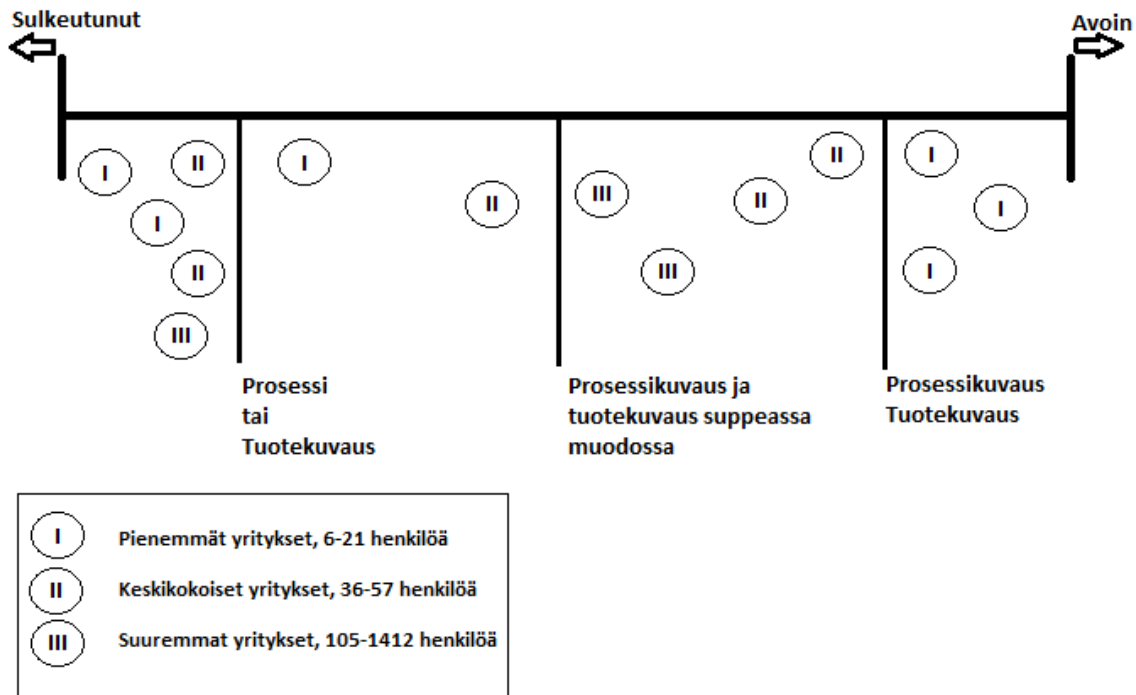 Sulkeutunut
Avoin
I
II
I
II
III
I
II
III
II
II
III
I
I
I
Prosessi
tai
Tuotekuvaus
Prosessikuvaus ja
tuotekuvaus suppeassa
muodossa
Prosessikuvaus
Tuotekuvaus
I Pienemmät yritykset, 6-21 henkilöä
II Keskikokoiset yritykset, 36-57 henkilöä
III Suuremmat yritykset, 105-1412 henkilöä